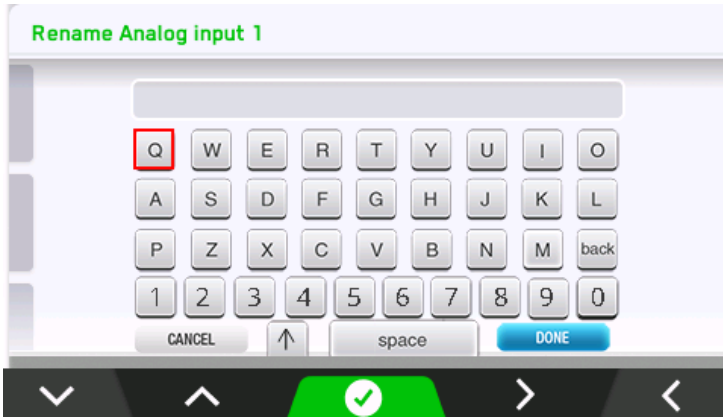 Rename Analog input 1
Q W E R T Y U I O
A S D F G H J K L
P Z X C V B N M back
1 2 3 4 5 6 7 8 9 0
CANCEL space DONE